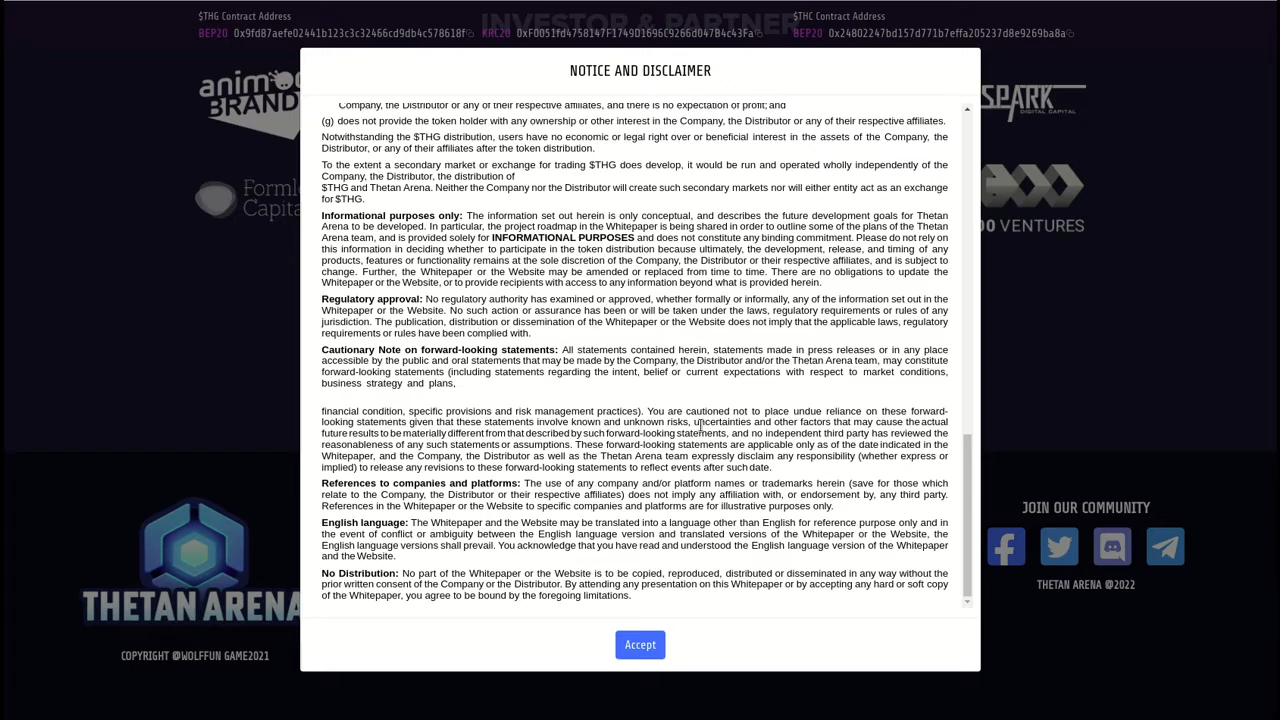 $THG Contract Address
$THC Contract Address
INVESTOR & PARTNER
BEP20 0x9fd87aefe02441b123c3c32466cd9db4c578618f
KRC20 0xF0051fd4758147F1749D1696C9266d047B4c43Fa
BEP20 0x24802247bd157d771b7effa205237d8e9269ba8a
NOTICE AND DISCLAIMER
Company, the Distributor or any of their respective affiliates, and there is no expectation of profit; and
(g) does not provide the token holder with any ownership or other interest in the Company, the Distributor or any of their respective affiliates.
Notwithstanding the $THG distribution, users have no economic or legal right over or beneficial interest in the assets of the Company, the
Distributor, or any of their affiliates after the token distribution.
To the extent a secondary market or exchange for trading $THG does develop, it would be run and operated wholly independently of the
Company, the Distributor, the distribution of
$THG and Thetan Arena. Neither the Company nor the Distributor will create such secondary markets nor will either entity act as an exchange
for $THG.
Informational purposes only: The information set out herein is only conceptual, and describes the future development goals for Thetan
Arena to be developed. In particular, the project roadmap in the Whitepaper is being shared in order to outline some of the plans of the Thetan
Arena team, and is provided solely for INFORMATIONAL PURPOSES and does not constitute any binding commitment. Please do not rely on
this information in deciding whether to participate in the token distribution because ultimately, the development, release, and timing of any
products, features or functionality remains at the sole discretion of the Company, the Distributor or their respective affiliates, and is subject to
change. Further, the Whitepaper or the Website may be amended or replaced from time to time. There are no obligations to update the
Whitepaper or the Website, or to provide recipients with access to any information beyond what is provided herein.
Regulatory approval: No regulatory authority has examined or approved, whether formally or informally, any of the information set out in the
Whitepaper or the Website. No such action or assurance has been or will be taken under the laws, regulatory requirements or rules of any
jurisdiction. The publication, distribution or dissemination of the Whitepaper or the Website does not imply that the applicable laws, regulatory
requirements or rules have been complied with.
Cautionary Note on forward-looking statements: All statements contained herein, statements made in press releases or in any place
accessible by the public and oral statements that may be made by the Company, the Distributor and/or the Thetan Arena team, may constitute
forward-looking statements (including statements regarding the intent, belief or current expectations with respect to market conditions,
business strategy and plans,
financial condition, specific provisions and risk management practices). You are cautioned not to place undue reliance on these forward-
looking statements given that these statements involve known and unknown risks, uncertainties and other factors that may cause the actual
future results to be materially different from that described by such forward-looking statements, and no independent third party has reviewed the
reasonableness of any such statements or assumptions. These forward-looking statements are applicable only as of the date indicated in the
Whitepaper, and the Company, the Distributor as well as the Thetan Arena team expressly disclaim any responsibility (whether express or
implied) to release any revisions to these forward-looking statements to reflect events after such date.
References to companies and platforms: The use of any company and/or platform names or trademarks herein (save for those which
relate to the Company, the Distributor or their respective affiliates) does not imply any affiliation with, or endorsement by, any third party.
References in the Whitepaper or the Website to specific companies and platforms are for illustrative purposes only.
English language: The Whitepaper and the Website may be translated into a language other than English for reference purpose only and in
the event of conflict or ambiguity between the English language version and translated versions of the Whitepaper or the Website, the
English language versions shall prevail. You acknowledge that you have read and understood the English language version of the Whitepaper
and the Website.
No Distribution: No part of the Whitepaper or the Website is to be copied, reproduced, distributed or disseminated in any way without the
prior written consent of the Company or the Distributor. By attending any presentation on this Whitepaper or by accepting any hard or soft copy
of the Whitepaper, you agree to be bound by the foregoing limitations.
Accept
BRAND
SPARK
DIGITAL CAPITAL
Capita
00 VENTURES
THETAN ARENA
COPYRIGHT @WOLFFUN GAME2021
JOIN OUR COMMUNITY
THETAN ARENA @2022